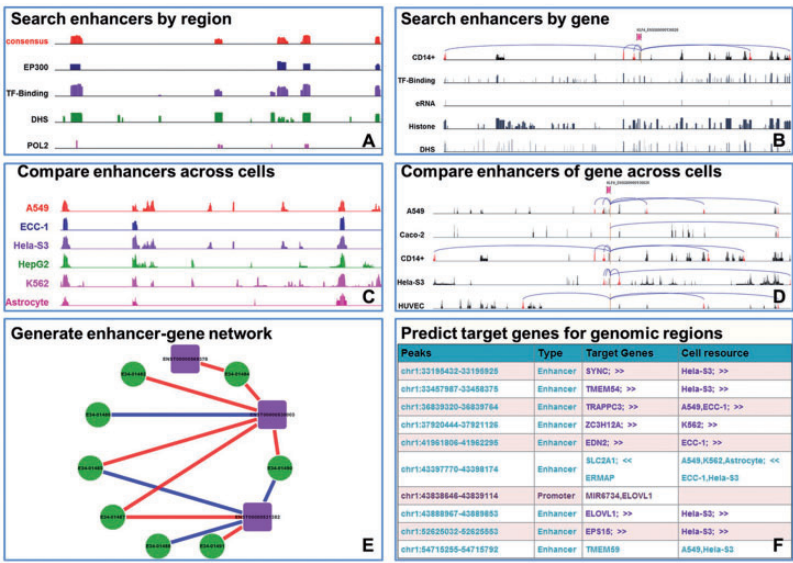 Search enhancers by region
consensus
EP300
TF-Binding
DHS
POL2
A
Search enhancers by gene
CD14+
TF-Binding
eRNA
Histone
DHS
B
Compare enhancers across cells
A549
ECC-1
Hela-S3
HepG2
K562
Astrocyte
C
Compare enhancers of gene across cells
A549
Caco-2
CD14+
Hela-S3
HUVEC
D
Generate enhancer-gene network
E
Predict target genes for genomic regions
Peaks Type Target Genes Cell resource
chr1:33195432-33195925 Enhancer SYNC; >> Hela-S3; >>
chr1:33457987-33458375 Enhancer TMEM54; >> Hela-S3; >>
chr1:36839320-36839764 Enhancer TRAPPC3; >> A549,ECC-1; >>
chr1:37920444-37921126 Enhancer ZC3H12A; >> K562; >>
chr1:41961806-41962295 Enhancer EDN2; >> ECC-1; >>
chr1:43397770-43398174 Enhancer SLC2A1; << A549,K562,Astrocyte; <<
ERMAP ECC-1,Hela-S3
chr1:43838646-43839114 Promoter MIR6734,ELOVL1
chr1:43888967-43889853 Enhancer ELOVL1; >> Hela-S3; >>
chr1:52625032-52625553 Enhancer EPS15; >> Hela-S3; >>
chr1:54715255-54715792 Enhancer TMEM59 A549,Hela-S3
F